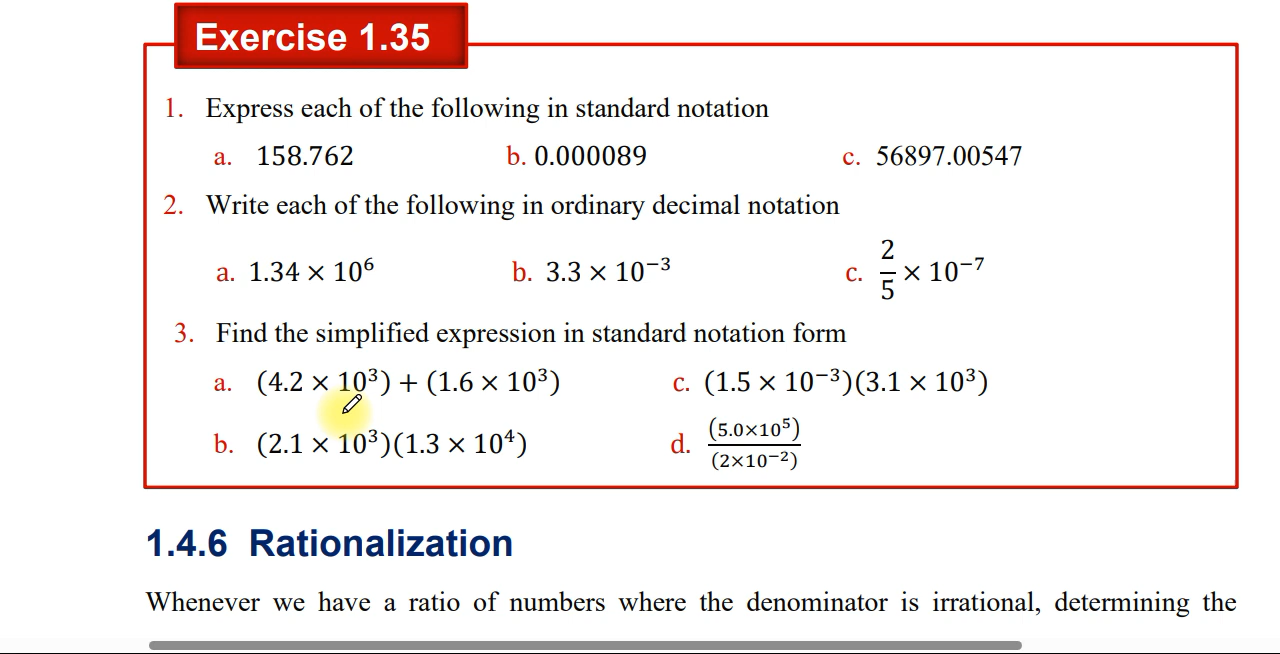 Exercise 1.35
1. Express each of the following in standard notation
a. 158.762 b. 0.000089 c. 56897.00547
2. Write each of the following in ordinary decimal notation
a. 1.34 × 10⁶ b. 3.3 × 10⁻³ c. 2/5 × 10⁻⁷
3. Find the simplified expression in standard notation form
a. (4.2 × 10³) + (1.6 × 10³) c. (1.5 × 10⁻³)(3.1 × 10³)
b. (2.1 × 10³)(1.3 × 10⁴) d. (5.0×10⁵)/(2×10⁻²)
1.4.6 Rationalization
Whenever we have a ratio of numbers where the denominator is irrational, determining the